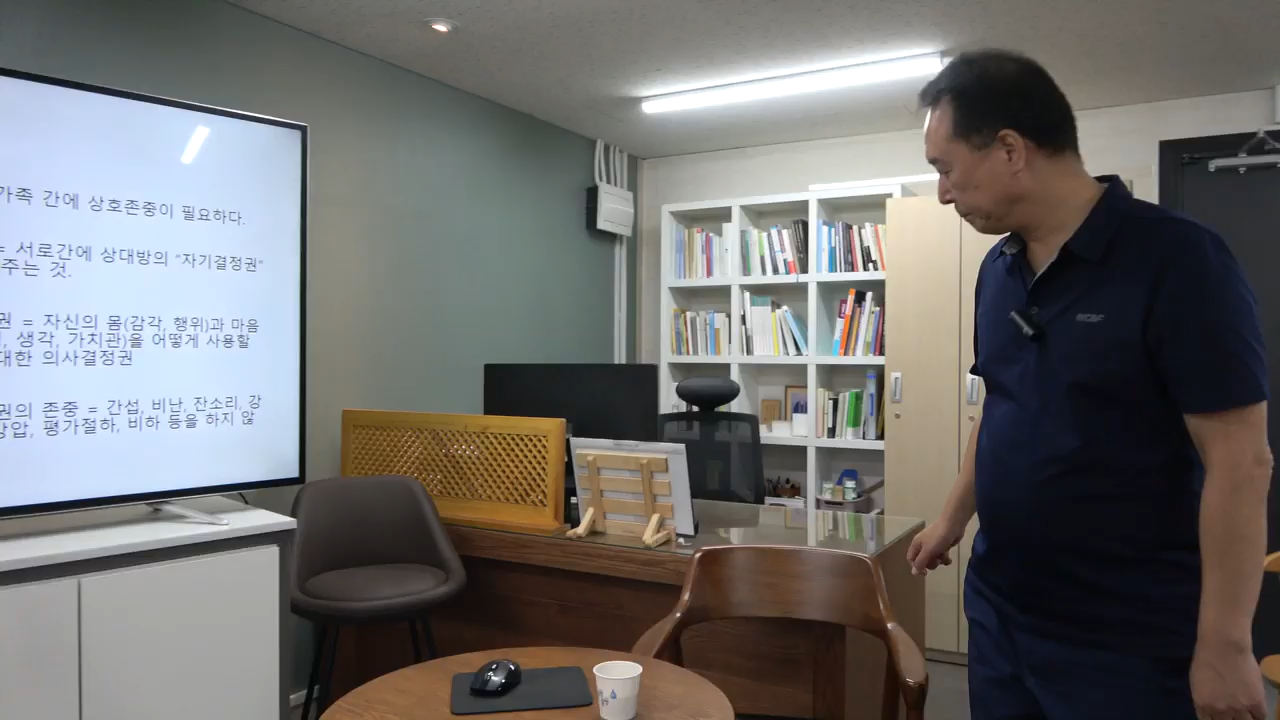 가족 간에 상호존중이 필요하다.
= 서로간에 상대방의 "자기결정권"
주는 것.
권 = 자신의 몸(감각, 행위)과 마음
, 생각, 가치관)을 어떻게 사용할
대한 의사결정권
권의 존중 = 간섭, 비난, 잔소리, 강
강압, 평가절하, 비하 등을 하지 않